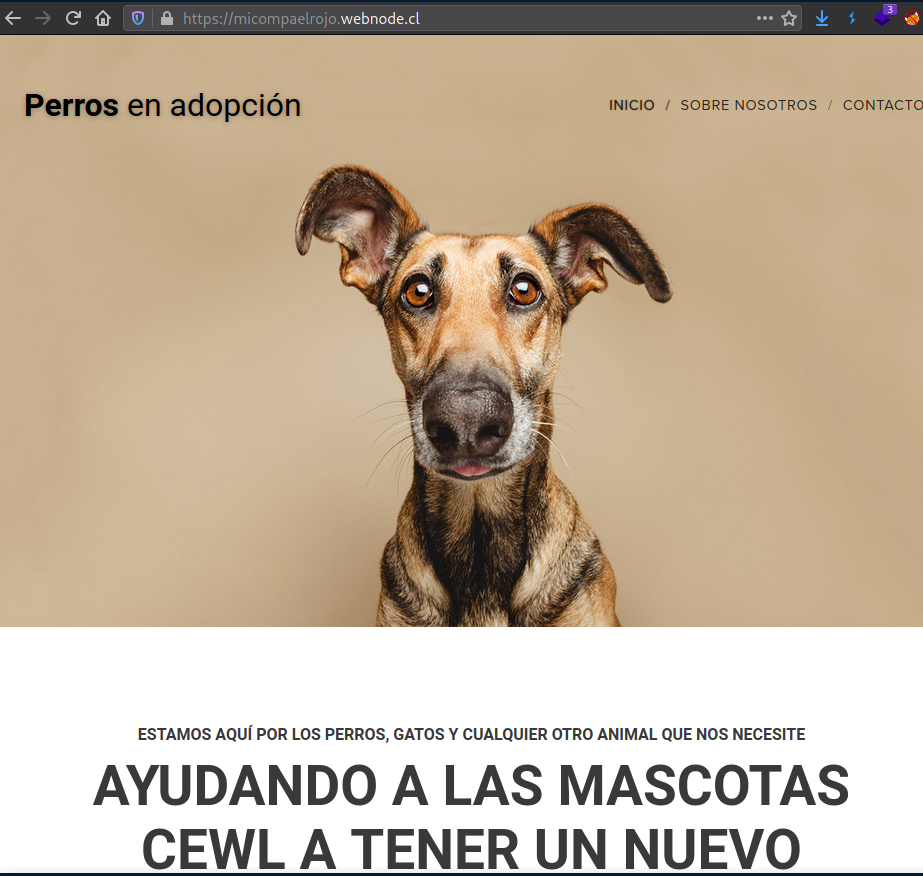 https://micompaelrojo.webnode.cl
3
Perros en adopción
INICIO / SOBRE NOSOTROS / CONTACTO
ESTAMOS AQUÍ POR LOS PERROS, GATOS Y CUALQUIER OTRO ANIMAL QUE NOS NECESITE
AYUDANDO A LAS MASCOTAS
CEWL A TENER UN NUEVO